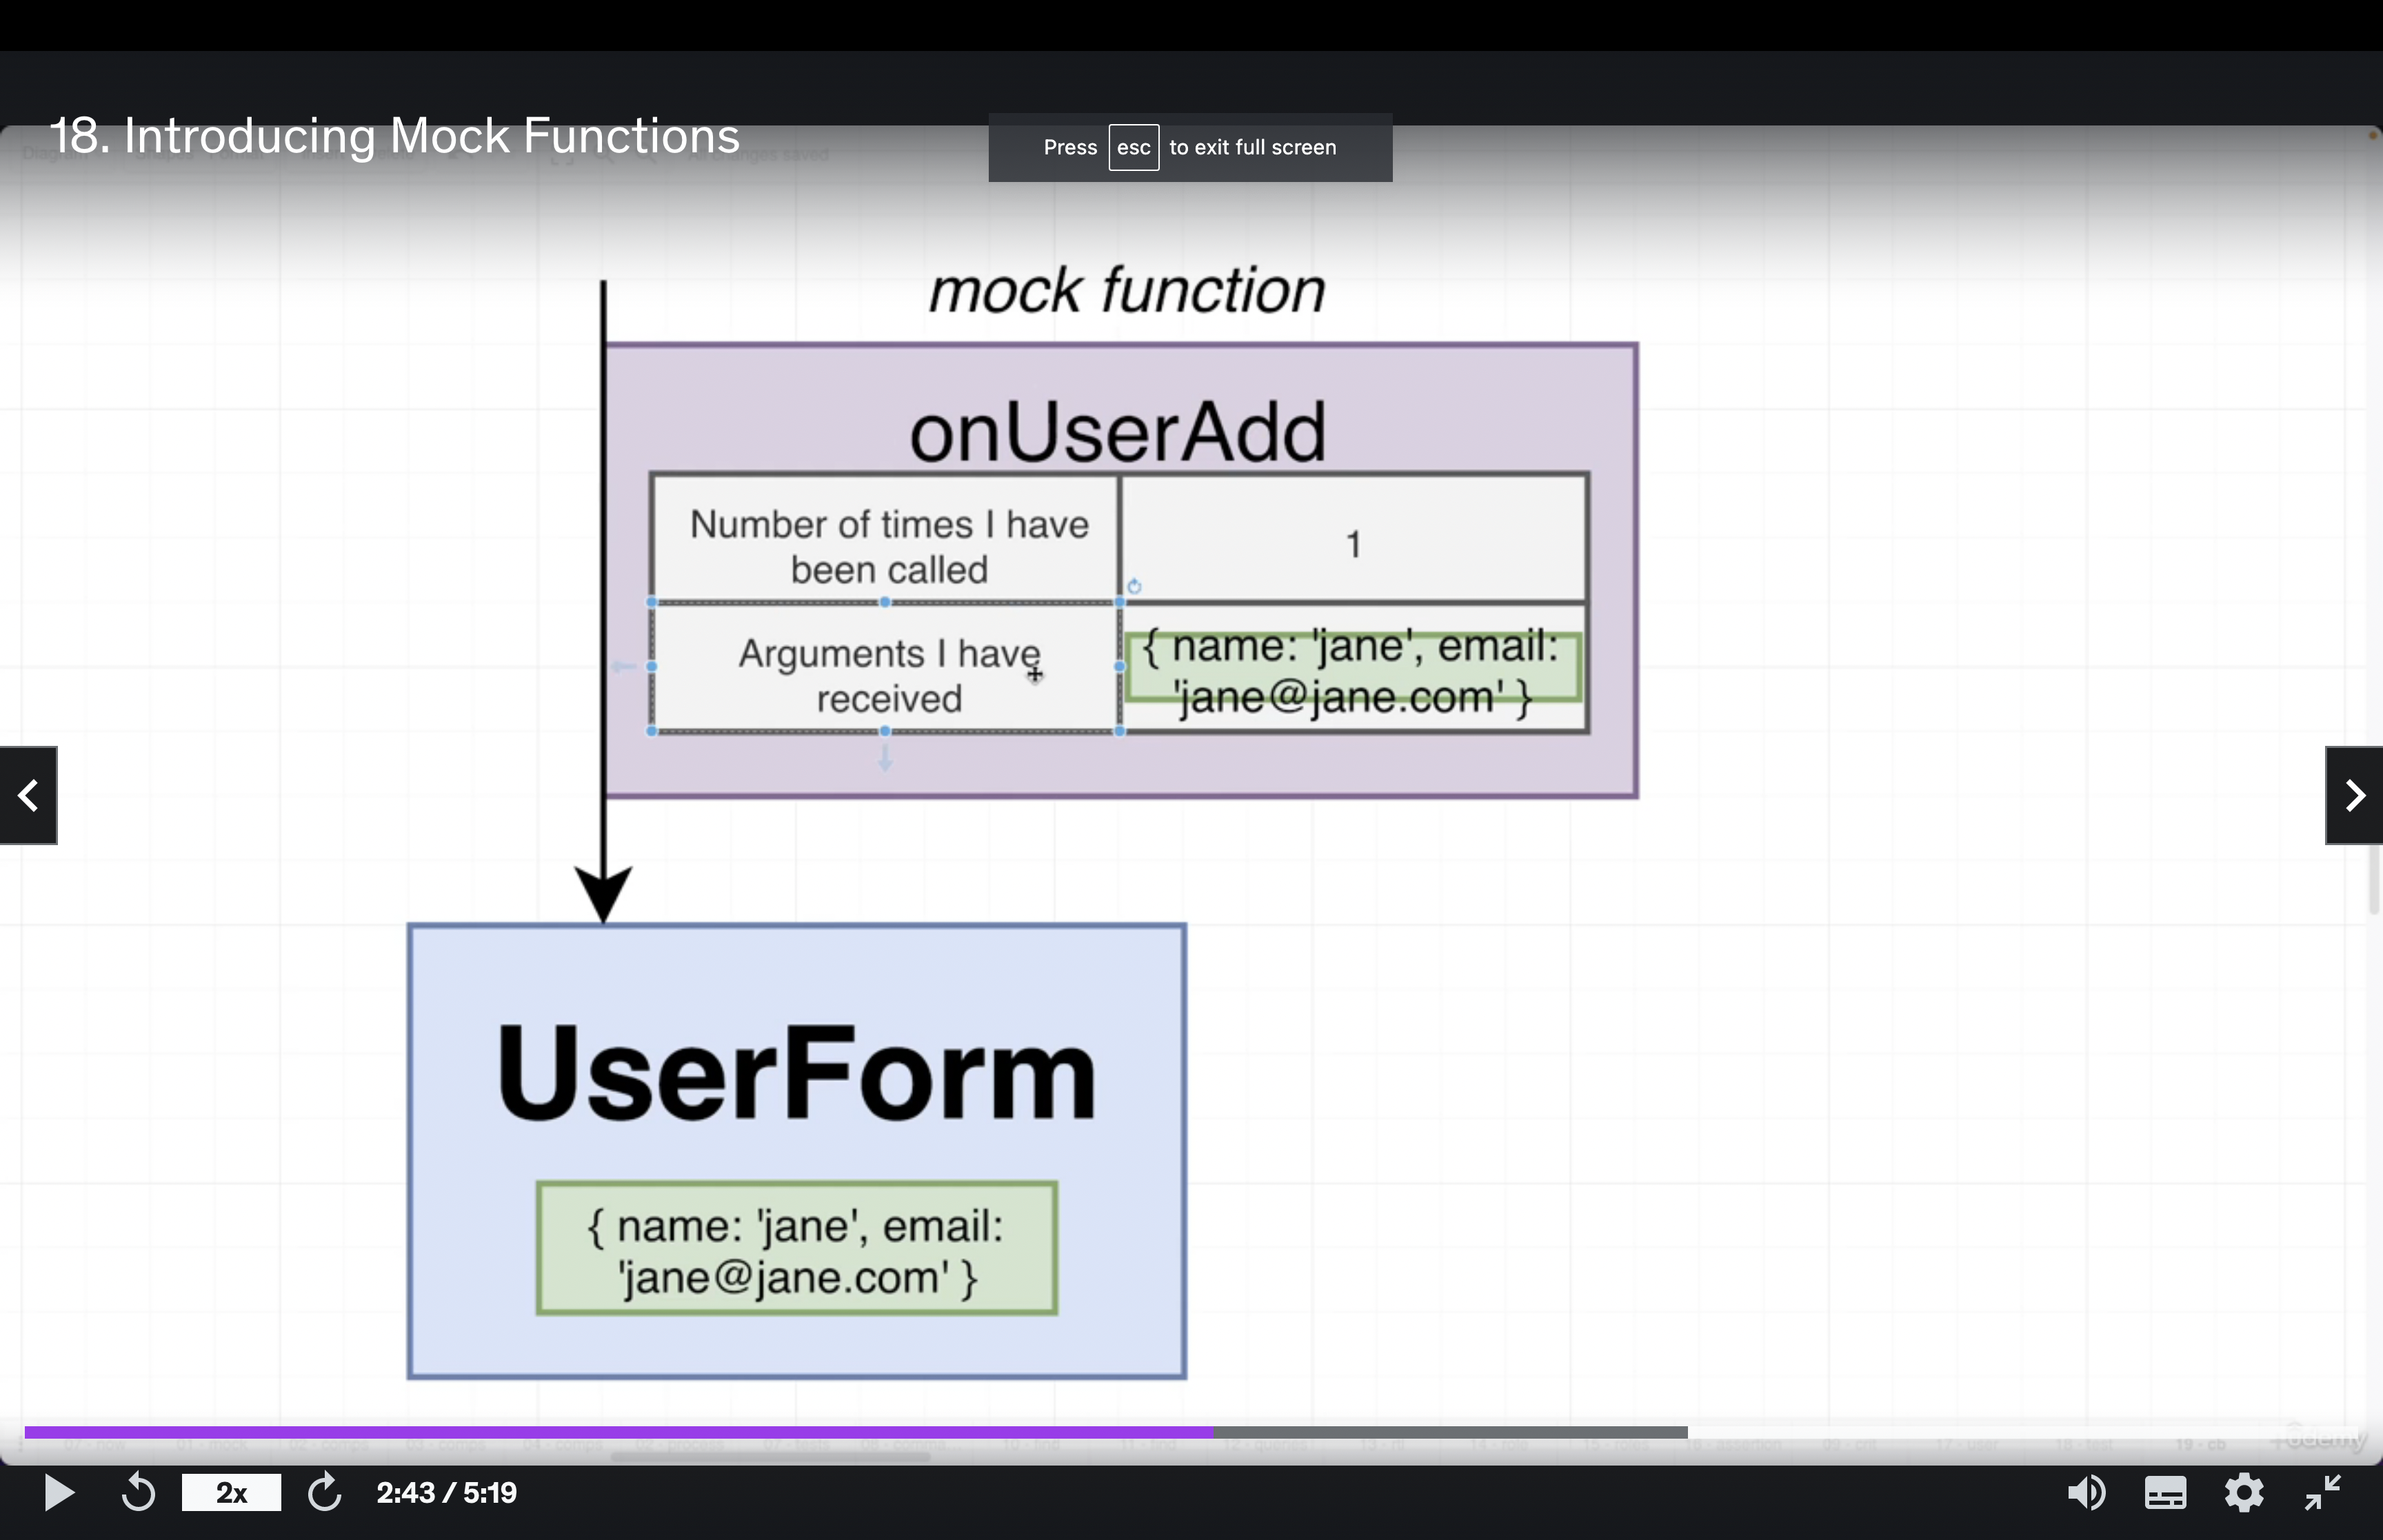 18. Introducing Mock Functions
Press esc to exit full screen
mock function
onUserAdd
Number of times I have
been called
1
Arguments I have
received
{ name: 'jane', email:
'jane@jane.com' }
UserForm
{ name: 'jane', email:
'jane@jane.com' }
udemy
2x
2:43 / 5:19